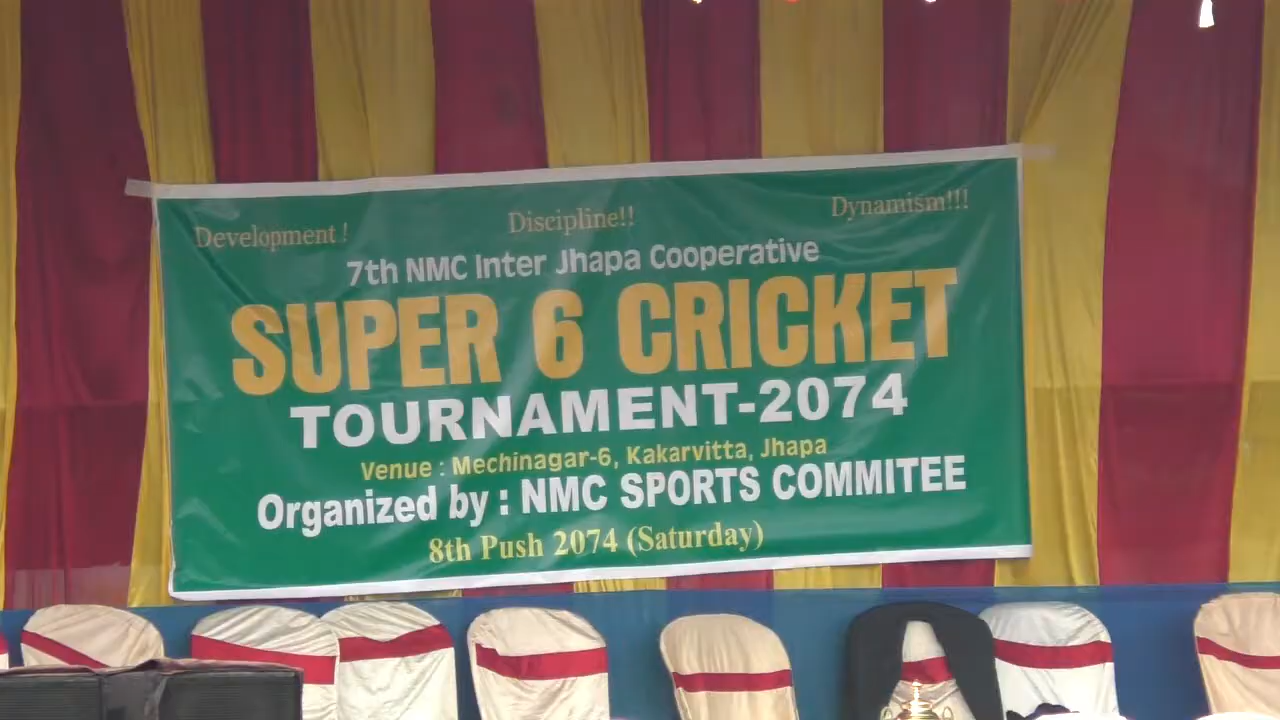 Development ! Discipline!! Dynamism!!!
7th NMC Inter Jhapa Cooperative
SUPER 6 CRICKET
TOURNAMENT-2074
Venue : Mechinagar-6, Kakarvitta, Jhapa
Organized by : NMC SPORTS COMMITEE
8th Push 2074 (Saturday)